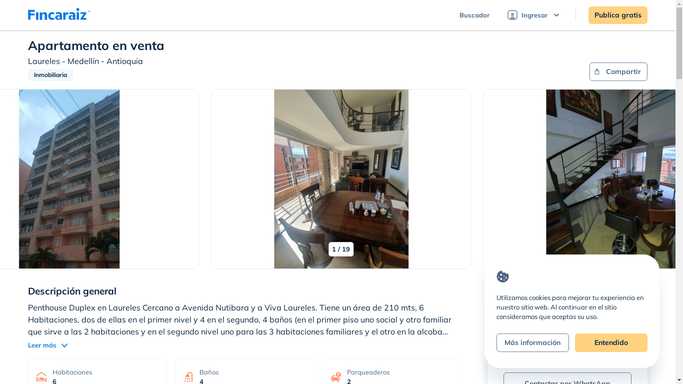 Fincaraiz
Buscador
Ingresar
Publica gratis
Apartamento en venta
Laureles - Medellín - Antioquia
Inmobiliaria
Compartir
1 / 19
Descripción general
Penthouse Duplex en Laureles Cercano a Avenida Nutibara y a Viva Laureles. Tiene un área de 210 mts, 6
Habitaciones, dos de ellas en el primer nivel y 4 en el segundo, 4 baños (en el primer piso uno social y otro familiar
que sirve a las 2 habitaciones y en el segundo nivel uno para las 3 habitaciones familiares y el otro en la alcoba...
Leer más
Habitaciones
6
Baños
4
Parqueaderos
2
Utilizamos cookies para mejorar tu experiencia en
nuestro sitio web. Al continuar en el sitio
consideramos que aceptas su uso.
Más información
Entendido
Contactar por WhatsApp